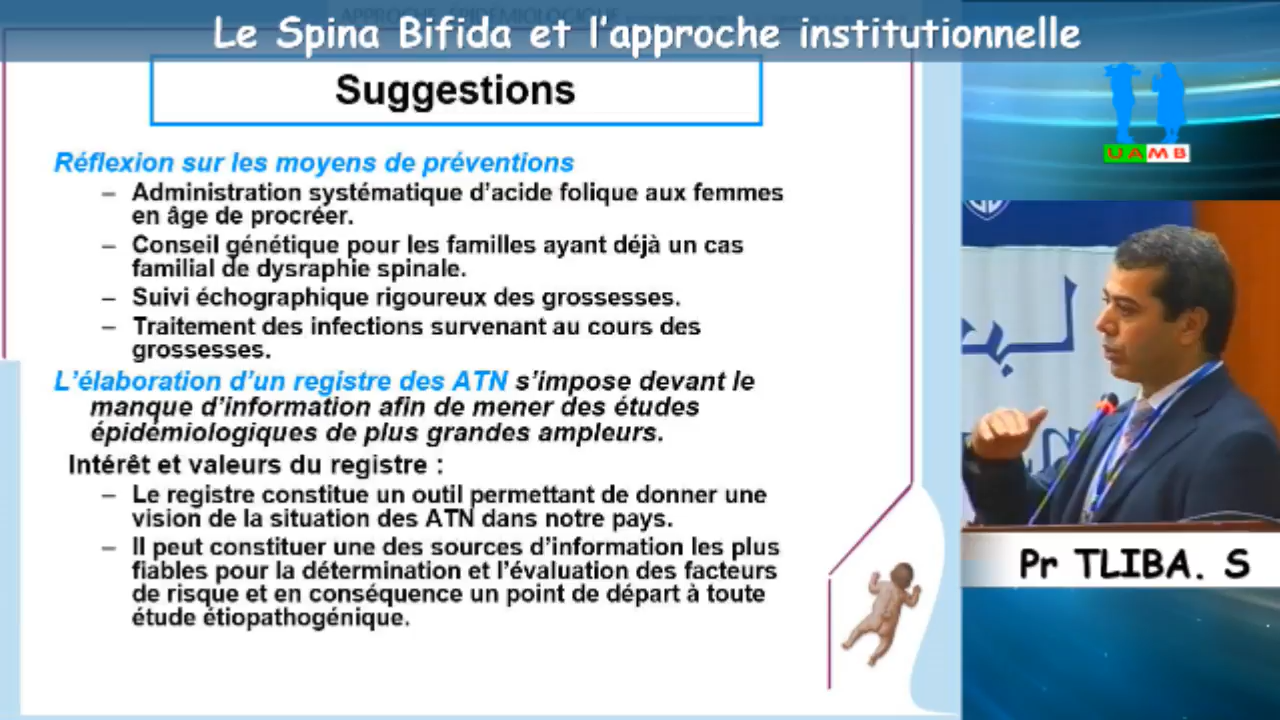 Le Spina Bifida et l’approche institutionnelle
Suggestions
Réflexion sur les moyens de préventions
– Administration systématique d’acide folique aux femmes
en âge de procréer.
– Conseil génétique pour les familles ayant déjà un cas
familial de dysraphie spinale.
– Suivi échographique rigoureux des grossesses.
– Traitement des infections survenant au cours des
grossesses.
L’élaboration d’un registre des ATN s’impose devant le
manque d’information afin de mener des études
épidémiologiques de plus grandes ampleurs.
Intérêt et valeurs du registre :
– Le registre constitue un outil permettant de donner une
vision de la situation des ATN dans notre pays.
– Il peut constituer une des sources d’information les plus
fiables pour la détermination et l’évaluation des facteurs
de risque et en conséquence un point de départ à toute
étude étiopathogénique.
UAMB
Pr TLIBA. S